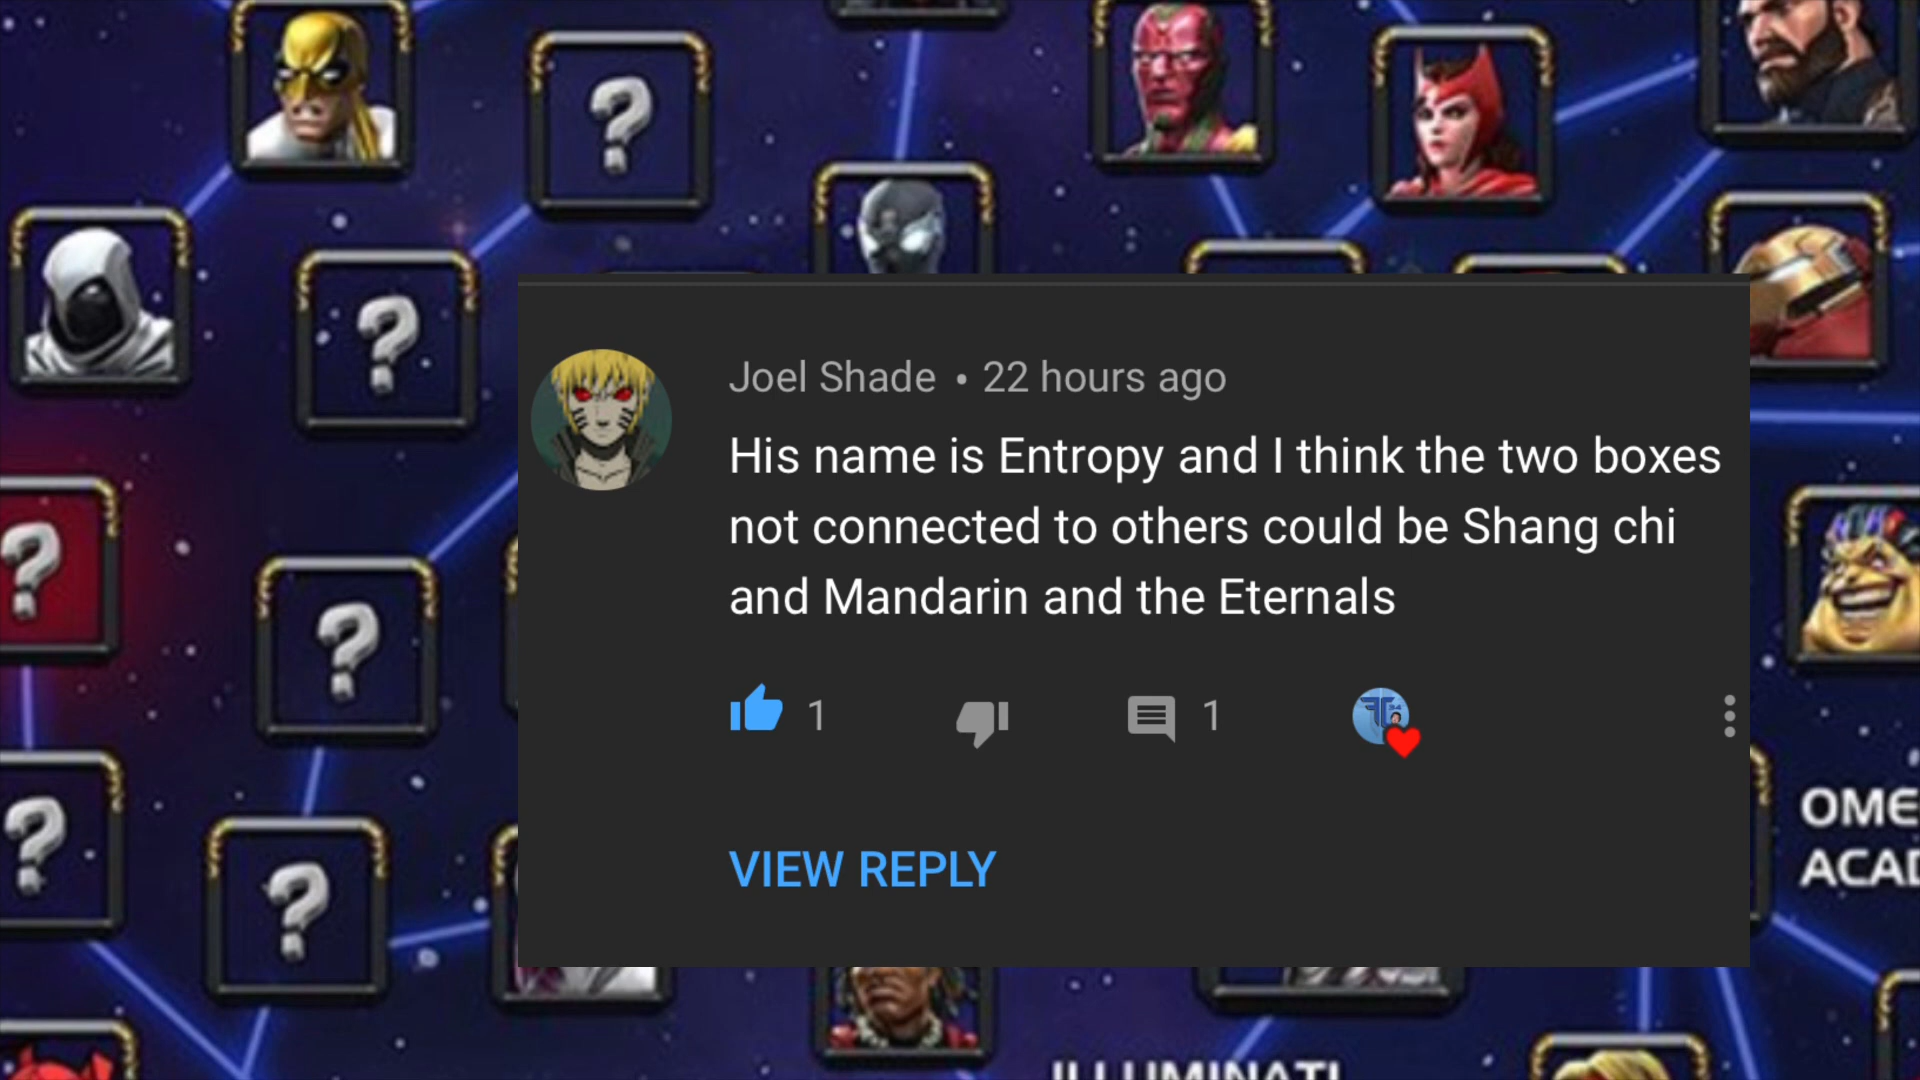 ?
?
?
?
?
?
?
Joel Shade • 22 hours ago
His name is Entropy and I think the two boxes
not connected to others could be Shang chi
and Mandarin and the Eternals
1
1
VIEW REPLY
OME
ACAD
ILLUMINATI